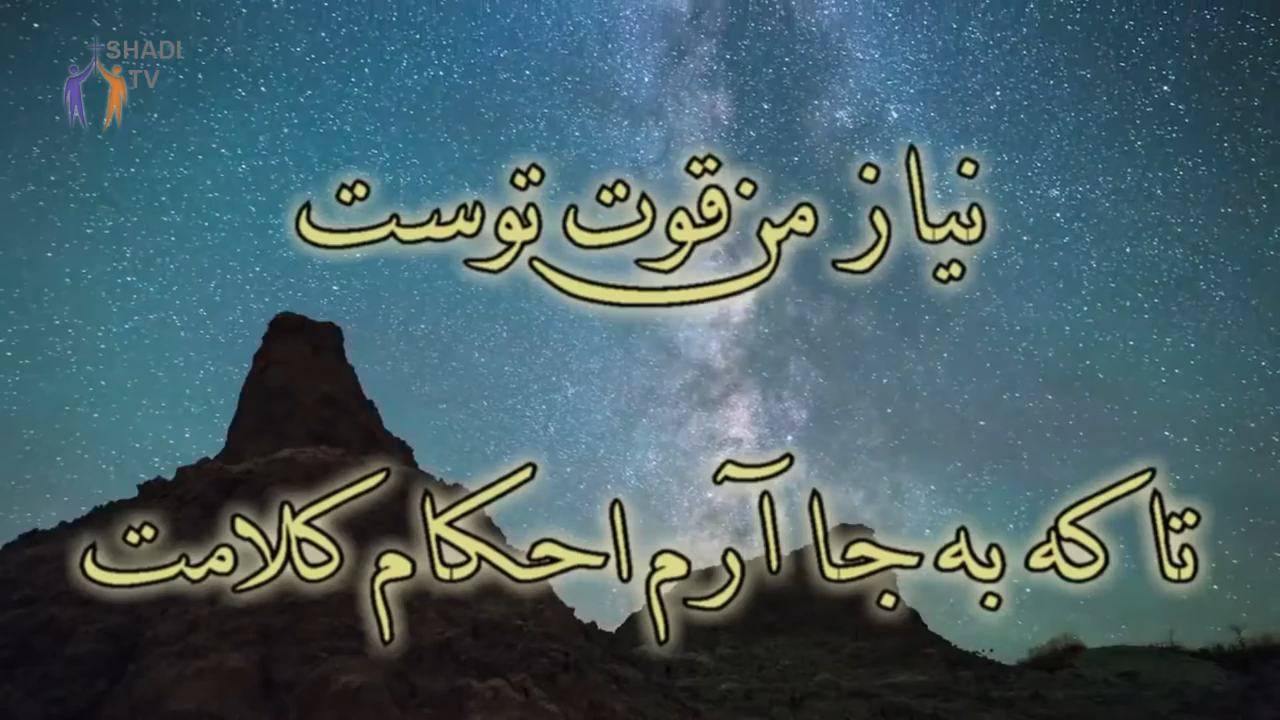 SHADI
TV
نیاز من قوت توست
تا که به جا آرم احکام کلامت